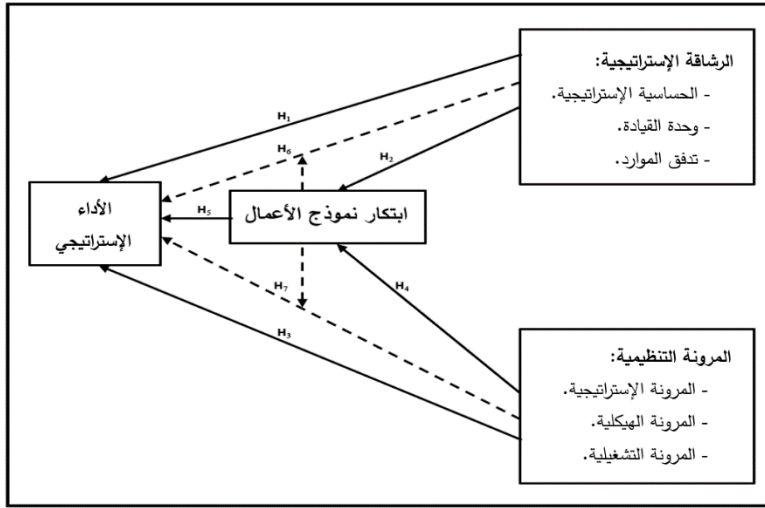 الرشاقة الإستراتيجية:
- الحساسية الإستراتيجية.
- وحدة القيادة.
- تدفق الموارد.
H₁
H₆
H₂
الأداء
الإستراتيجي
H₅
ابتكار نموذج الأعمال
H₇
H₄
H₃
المرونة التنظيمية:
- المرونة الإستراتيجية.
- المرونة الهيكلية.
- المرونة التشغيلية.